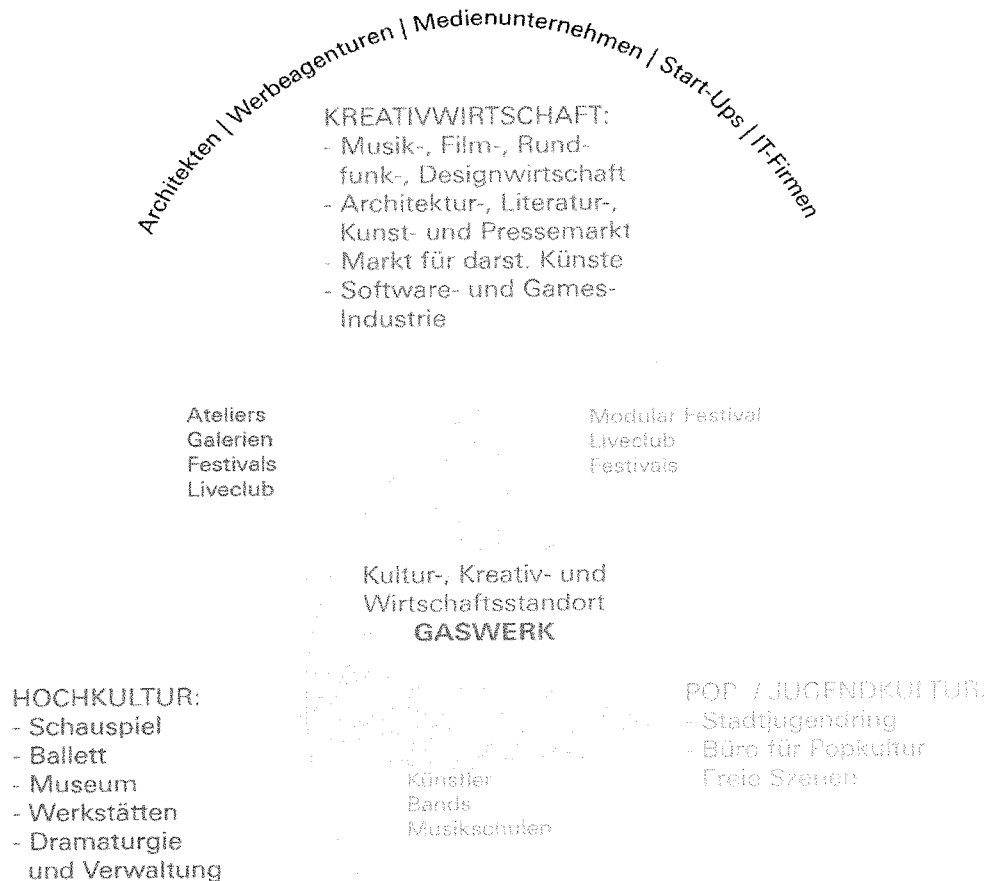 Architekten | Werbeagenturen | Medienunternehmen | Start-Ups | IT-Firmen
KREATIVWIRTSCHAFT:
- Musik-, Film-, Rund-
funk-, Designwirtschaft
- Architektur-, Literatur-,
Kunst- und Pressemarkt
- Markt für darst. Künste
- Software- und Games-
Industrie
Ateliers
Galerien
Festivals
Liveclub
Modular Festival
Liveclub
Festivals
Kultur-, Kreativ- und
Wirtschaftsstandort
GASWERK
HOCHKULTUR:
- Schauspiel
- Ballett
- Museum
- Werkstätten
- Dramaturgie
und Verwaltung
Künstler
Bands
Musikschulen
POP- / JUGENDKULTUR:
- Stadtjugendring
- Büro für Popkultur
Freie Szenen